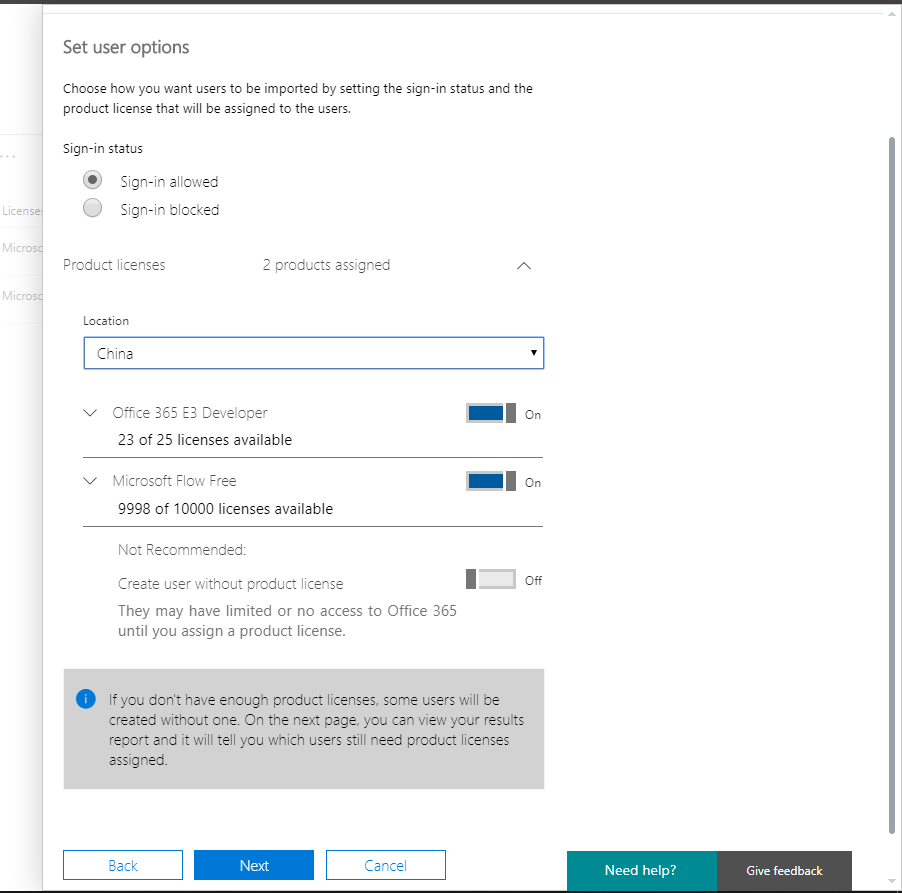 Set user options
Choose how you want users to be imported by setting the sign-in status and the
product license that will be assigned to the users.
Sign-in status
...
Sign-in allowed
License
Sign-in blocked
Microsc
Product licenses 2 products assigned
Microsc
Location
China
Office 365 E3 Developer On
23 of 25 licenses available
Microsoft Flow Free On
9998 of 10000 licenses available
Not Recommended:
Create user without product license Off
They may have limited or no access to Office 365
until you assign a product license.
If you don't have enough product licenses, some users will be
created without one. On the next page, you can view your results
report and it will tell you which users still need product licenses
assigned.
Back Next Cancel Need help? Give feedback